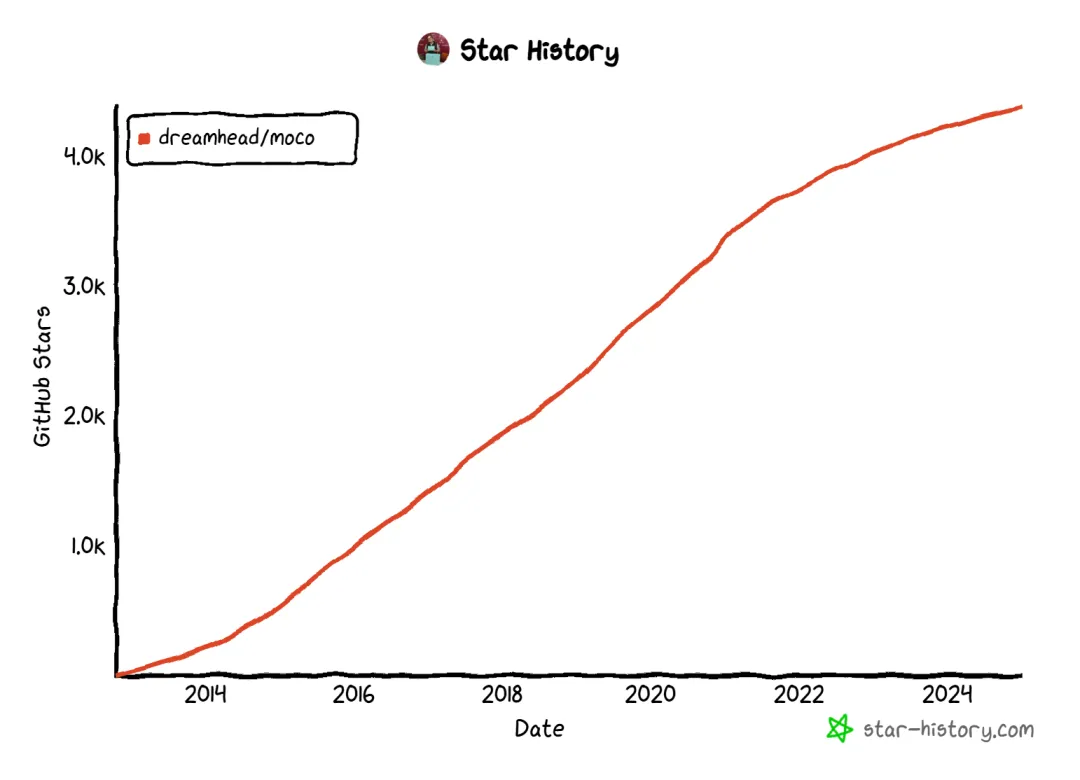 Star History
dreamhead/moco
4.0k
3.0k
2.0k
1.0k
GitHub Stars
2014 2016 2018 2020 2022 2024
Date
star-history.com